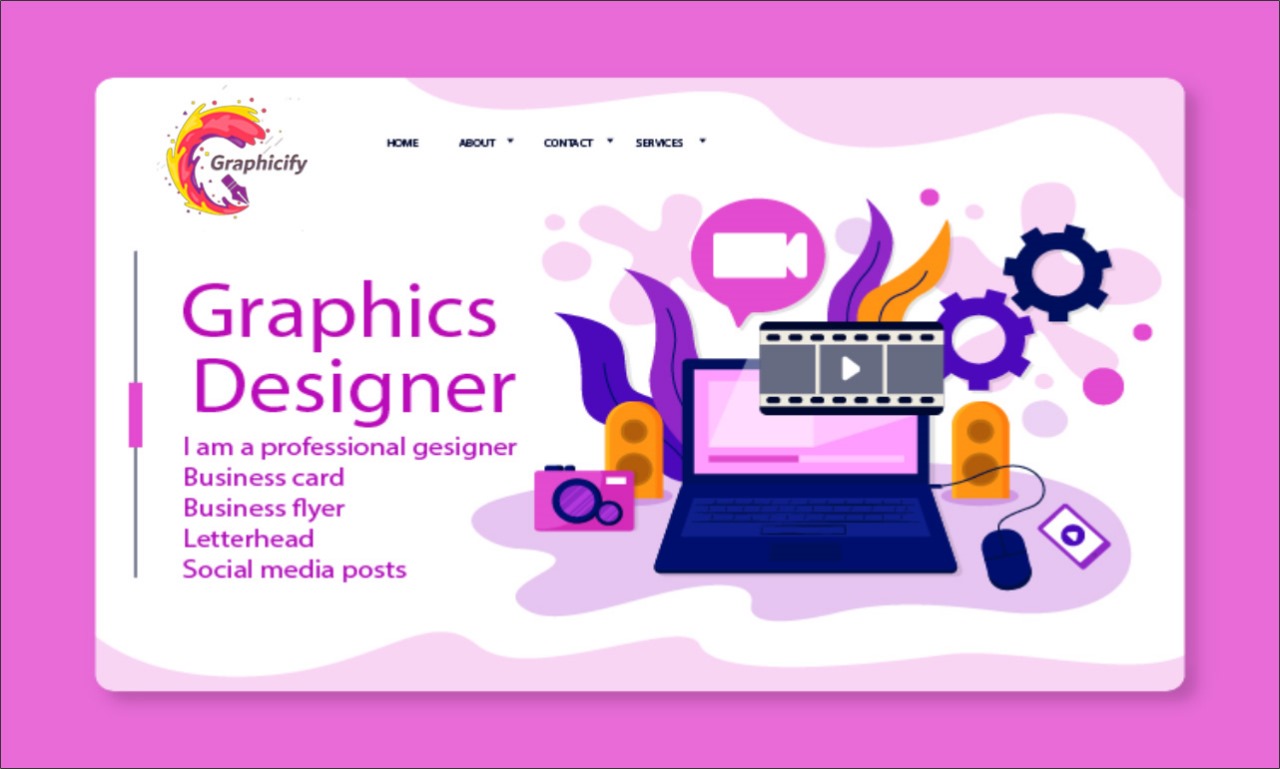 Graphicify
HOME ABOUT CONTACT SERVICES
Graphics
Designer
I am a professional gesigner
Business card
Business flyer
Letterhead
Social media posts